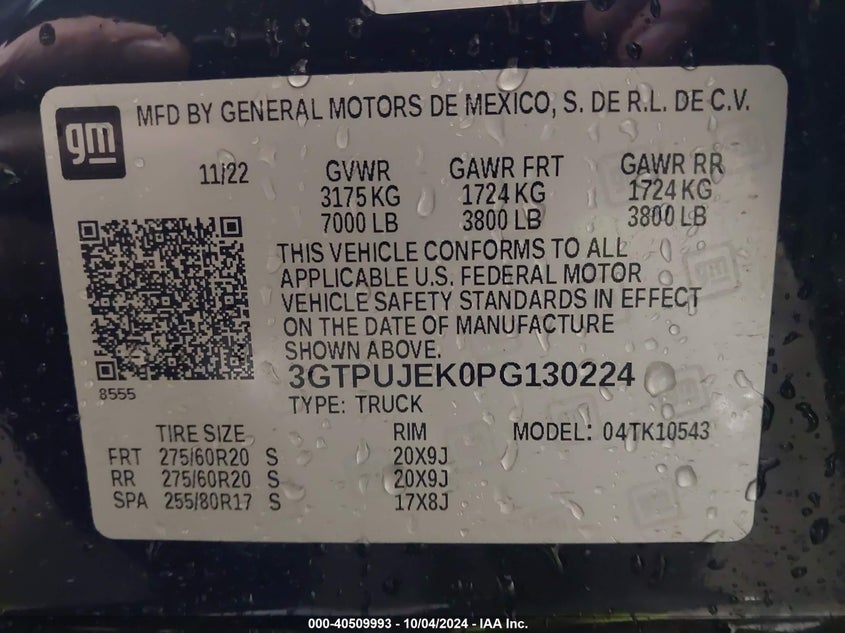 gm
MFD BY GENERAL MOTORS DE MEXICO, S. DE R.L. DE C.V.
11/22 GVWR GAWR FRT GAWR RR
3175 KG 1724 KG 1724 KG
7000 LB 3800 LB 3800 LB
THIS VEHICLE CONFORMS TO ALL
APPLICABLE U.S. FEDERAL MOTOR
VEHICLE SAFETY STANDARDS IN EFFECT
ON THE DATE OF MANUFACTURE
SHOWN ABOVE.
8555
3GTPUJEK0PG130224
TYPE: TRUCK
TIRE SIZE RIM MODEL: 04TK10543
FRT 275/60R20 S 20X9J
RR 275/60R20 S 20X9J
SPA 255/80R17 S 17X8J
000-40509993 - 10/04/2024 - IAA Inc.